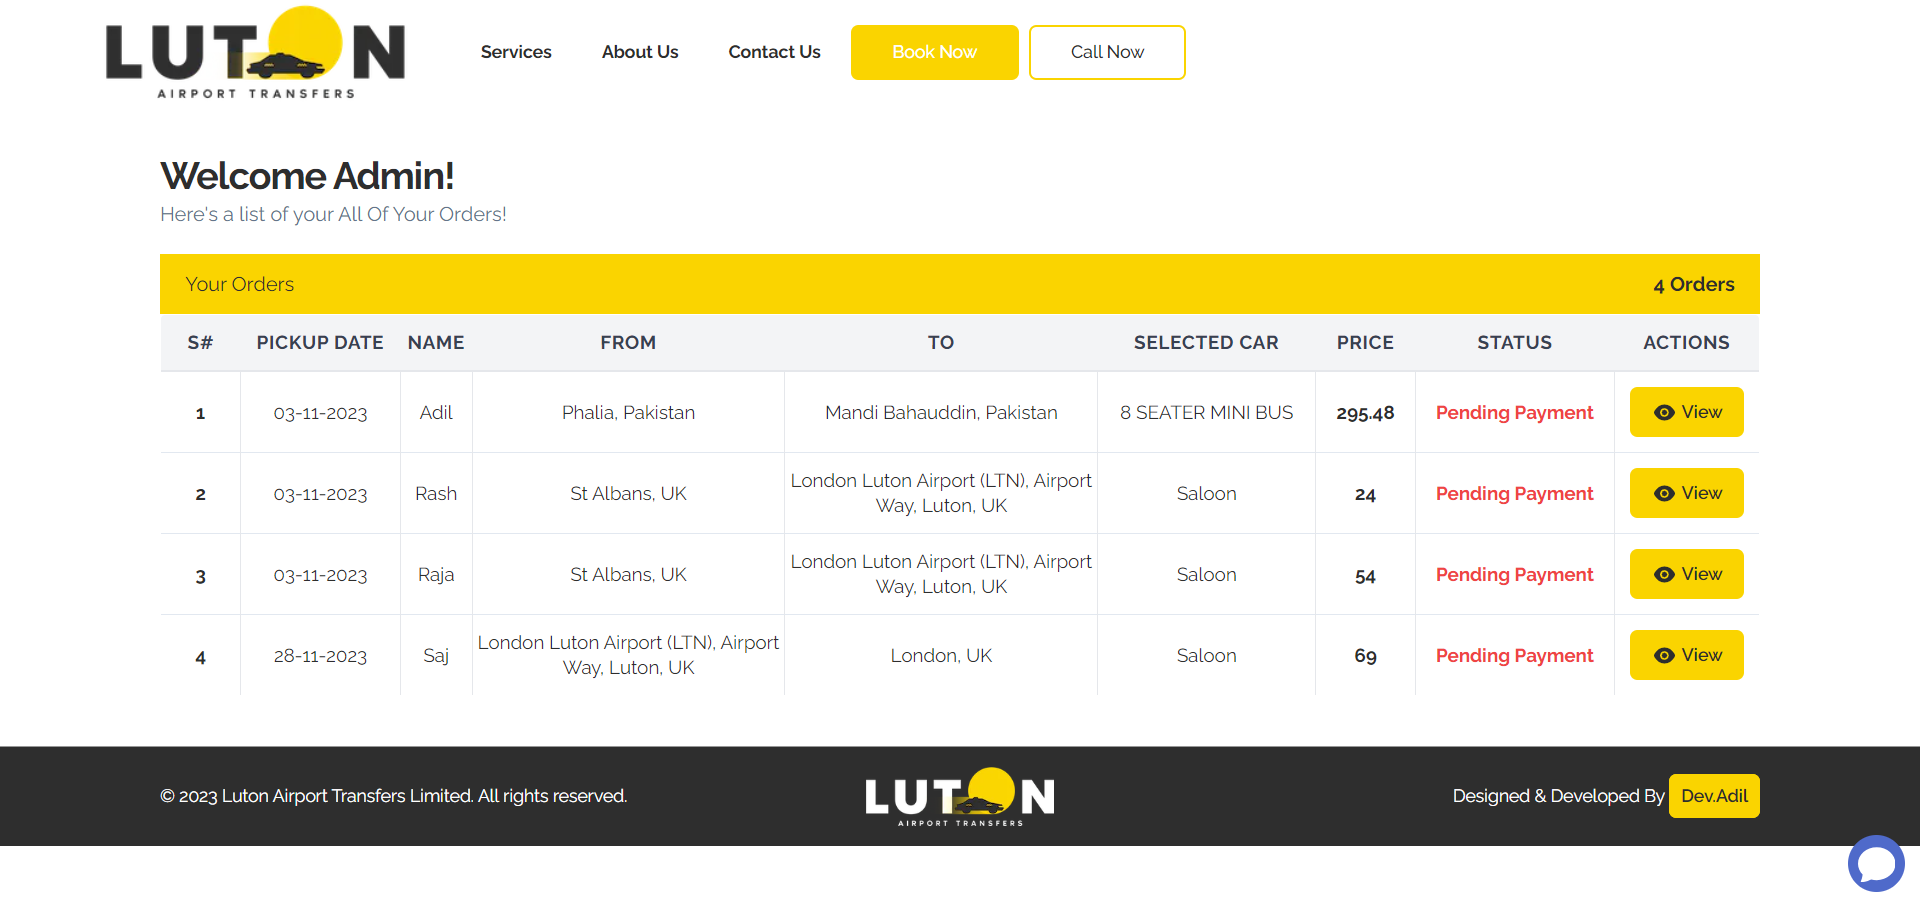 LUTON
AIRPORT TRANSFERS
Services
About Us
Contact Us
Book Now
Call Now
Welcome Admin!
Here's a list of your All Of Your Orders!
Your Orders
4 Orders
S# PICKUP DATE NAME FROM TO SELECTED CAR PRICE STATUS ACTIONS
1 03-11-2023 Adil Phalia, Pakistan Mandi Bahauddin, Pakistan 8 SEATER MINI BUS 295.48 Pending Payment View
2 03-11-2023 Rash St Albans, UK London Luton Airport (LTN), Airport
Way, Luton, UK Saloon 24 Pending Payment View
3 03-11-2023 Raja St Albans, UK London Luton Airport (LTN), Airport
Way, Luton, UK Saloon 54 Pending Payment View
4 28-11-2023 Saj London Luton Airport (LTN), Airport
Way, Luton, UK London, UK Saloon 69 Pending Payment View
© 2023 Luton Airport Transfers Limited. All rights reserved.
LUTON
AIRPORT TRANSFERS
Designed & Developed By Dev.Adil